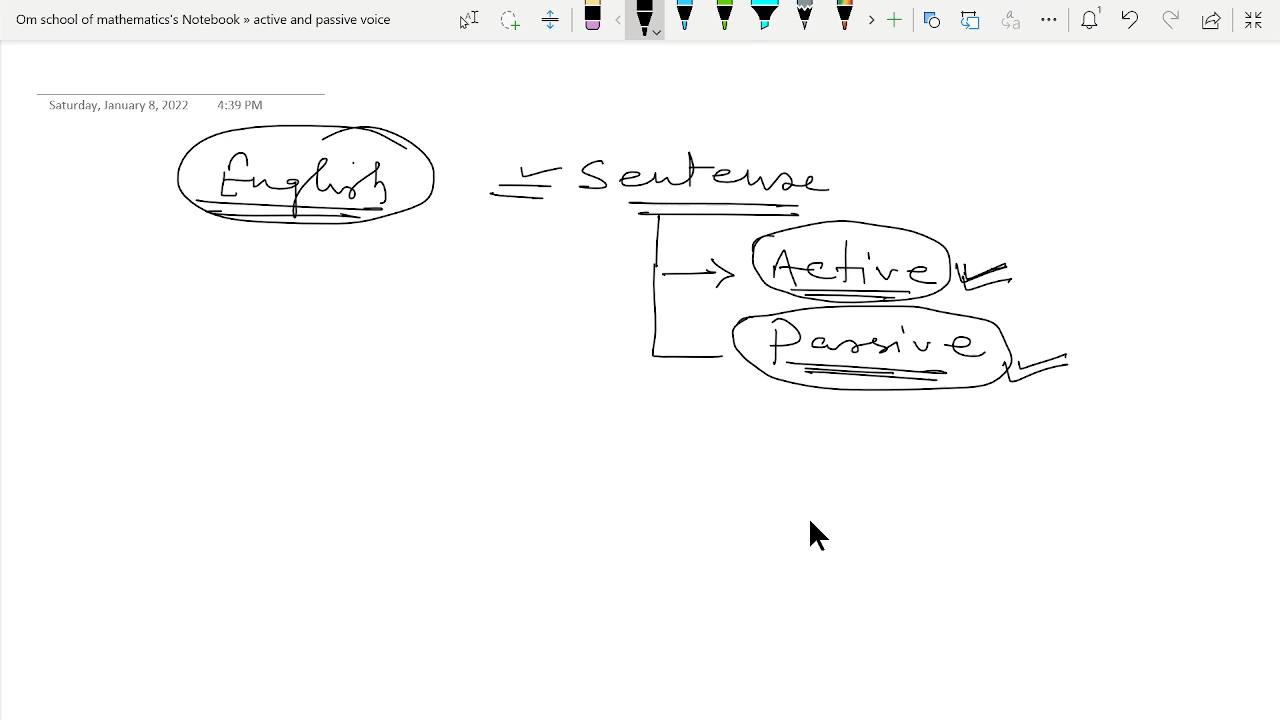 Om school of mathematics's Notebook » active and passive voice
Saturday, January 8, 2022 4:39 PM
English Sentense
Active
Passive